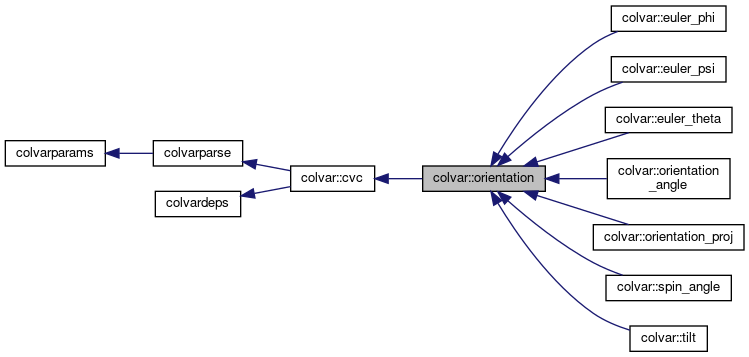 colvarparams
colvarparse
colvardeps
colvar::cvc
colvar::orientation
colvar::euler_phi
colvar::euler_psi
colvar::euler_theta
colvar::orientation
_angle
colvar::orientation_proj
colvar::spin_angle
colvar::tilt